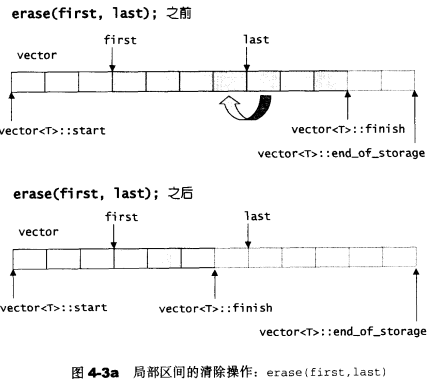 erase(first, last); 之前
first
last
vector
vector<T>::start
vector<T>::finish
vector<T>::end_of_storage
erase(first, last); 之后
first
last
vector
vector<T>::start
vector<T>::finish
vector<T>::end_of_storage
图 4-3a 局部区间的清除操作：erase(first,last)